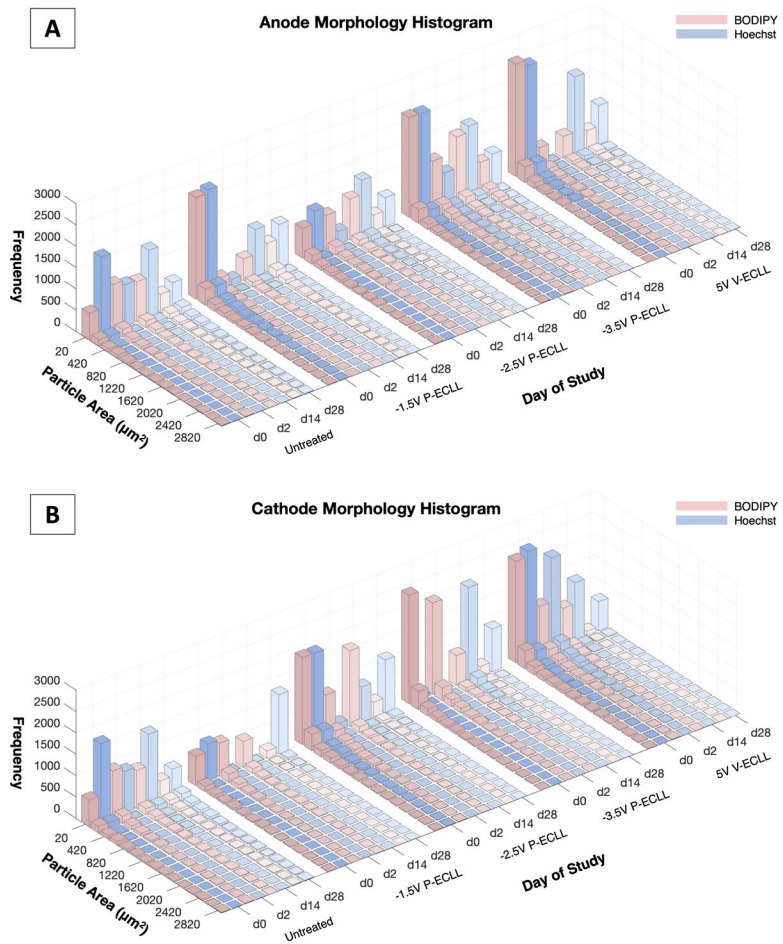 A
Anode Morphology Histogram
BODIPY
Hoechst
3000
2500
2000
1500
1000
500
0
Frequency
20
420
820
1220
1620
2020
2420
2820
Particle Area (µm²)
d0
d2
d14
d28
Untreated
d0
d2
d14
d28
-1.5V P-ECLL
d0
d2
d14
d28
-2.5V P-ECLL
d0
d2
d14
d28
-3.5V P-ECLL
d0
d2
d14
d28
5V V-ECLL
Day of Study
B
Cathode Morphology Histogram
BODIPY
Hoechst
3000
2500
2000
1500
1000
500
0
Frequency
20
420
820
1220
1620
2020
2420
2820
Particle Area (µm²)
d0
d2
d14
d28
Untreated
d0
d2
d14
d28
-1.5V P-ECLL
d0
d2
d14
d28
-2.5V P-ECLL
d0
d2
d14
d28
-3.5V P-ECLL
d0
d2
d14
d28
5V V-ECLL
Day of Study